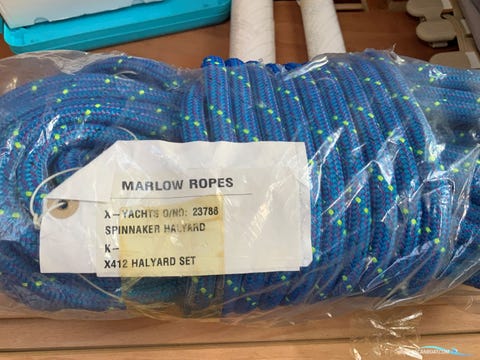 MARLOW ROPES
X-YACHTS O/NO: 23788
SPINNAKER HALYARD
K-
X412 HALYARD SET